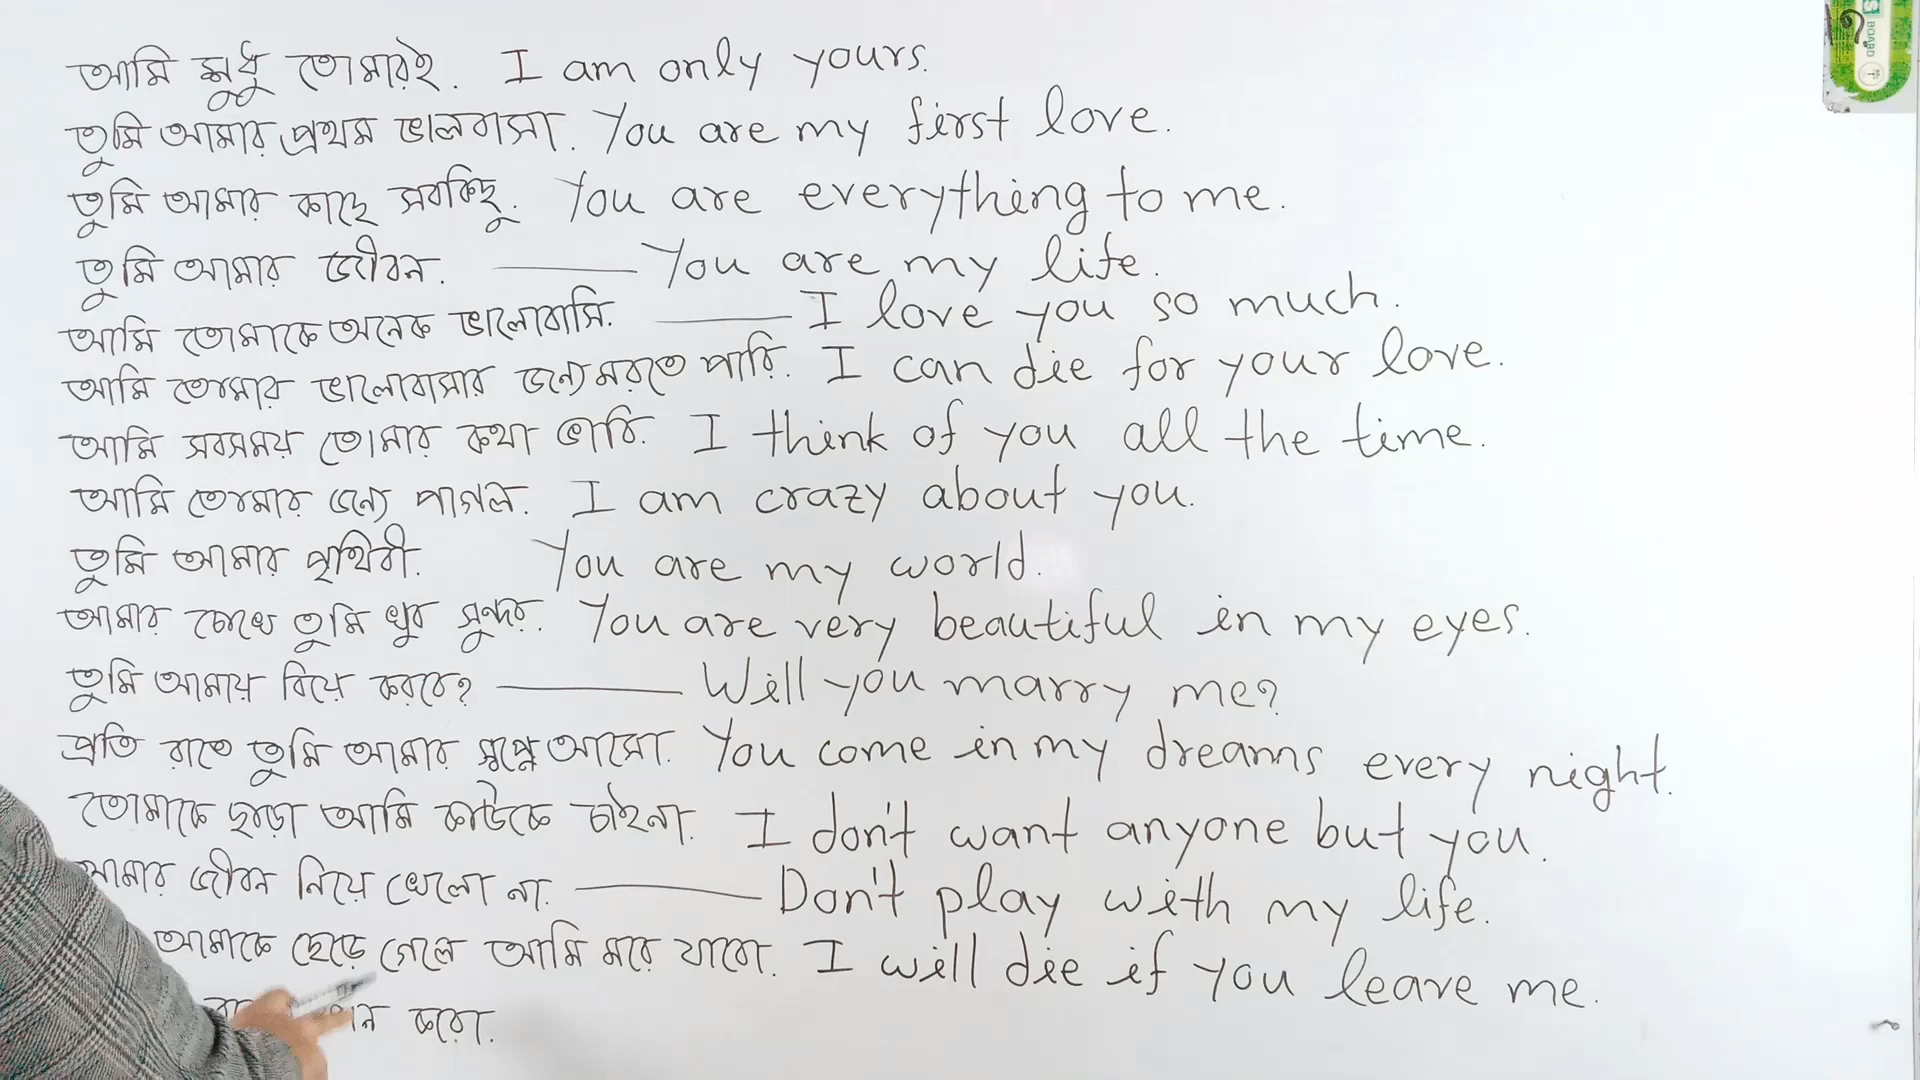 আমি শুধু তোমারই. I am only yours.
তুমি আমার প্রথম ভালবাসা. You are my first love.
তুমি আমার কাছে সবকিছু. You are everything to me.
তুমি আমার জীবন. You are my life.
আমি তোমাকে অনেক ভালোবাসি. I love you so much.
আমি তোমার ভালোবাসার জন্যে মরতে পারি. I can die for your love.
আমি সবসময় তোমার কথা ভাবি. I think of you all the time.
আমি তোমার জন্যে পাগল. I am crazy about you.
তুমি আমার পৃথিবী. You are my world.
আমার চোখে তুমি খুব সুন্দর. You are very beautiful in my eyes.
তুমি আমায় বিয়ে করবে? Will you marry me?
প্রতি রাতে তুমি আমার স্বপ্নে আসো. You come in my dreams every night.
তোমাকে ছাড়া আমি কাউকে চাইনা. I don't want anyone but you.
আমার জীবন নিয়ে খেলো না. Don't play with my life.
আমাকে ছেড়ে গেলে আমি মরে যাবো. I will die if you leave me.
করো.
BOARD